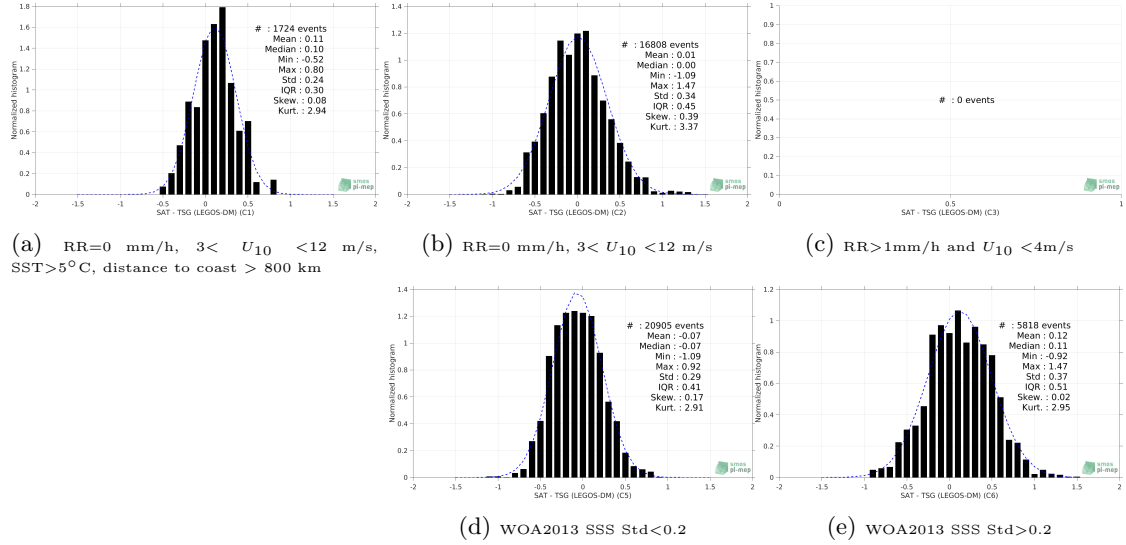 1.8
1.6
1.4
1.2
1
0.8
0.6
0.4
0.2
0
Normalized histogram
# : 1724 events
Mean : 0.11
Median : 0.10
Min : -0.52
Max : 0.80
Std : 0.24
IQR : 0.30
Skew. : 0.08
Kurt. : 2.94
smos
pi-mep
-2 -1.5 -1 -0.5 0 0.5 1 1.5 2
SAT - TSG (LEGOS-DM) (C1)
(a) RR=0 mm/h, 3< U10 <12 m/s,
SST>5°C, distance to coast > 800 km
1.4
1.2
1
0.8
0.6
0.4
0.2
0
Normalized histogram
# : 16808 events
Mean : 0.01
Median : 0.00
Min : -1.09
Max : 1.47
Std : 0.34
IQR : 0.45
Skew. : 0.39
Kurt. : 3.37
smos
pi-mep
-2 -1.5 -1 -0.5 0 0.5 1 1.5 2
SAT - TSG (LEGOS-DM) (C2)
(b) RR=0 mm/h, 3< U10 <12 m/s
1
0.9
0.8
0.7
0.6
0.5
0.4
0.3
0.2
0.1
0
Normalized histogram
# : 0 events
smos
pi-mep
0 0.5 1
SAT - TSG (LEGOS-DM) (C3)
(c) RR>1mm/h and U10 <4m/s
1.4
1.2
1
0.8
0.6
0.4
0.2
0
Normalized histogram
# : 20905 events
Mean : -0.07
Median : -0.07
Min : -1.09
Max : 0.92
Std : 0.29
IQR : 0.41
Skew. : 0.17
Kurt. : 2.91
smos
pi-mep
-2 -1.5 -1 -0.5 0 0.5 1 1.5 2
SAT - TSG (LEGOS-DM) (C5)
(d) WOA2013 SSS Std<0.2
1.2
1
0.8
0.6
0.4
0.2
0
Normalized histogram
# : 5818 events
Mean : 0.12
Median : 0.11
Min : -0.92
Max : 1.47
Std : 0.37
IQR : 0.51
Skew. : 0.02
Kurt. : 2.95
smos
pi-mep
-2 -1.5 -1 -0.5 0 0.5 1 1.5 2
SAT - TSG (LEGOS-DM) (C6)
(e) WOA2013 SSS Std>0.2